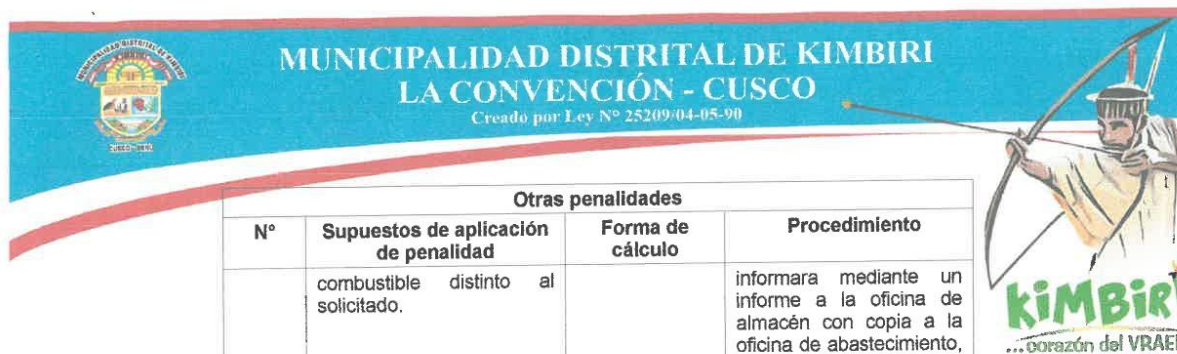 MUNICIPALIDAD DISTRITAL DE KIMBIRI
LA CONVENCIÓN - CUSCO
Creado por Ley N° 25209/04-05-90
Otras penalidades
N° Supuestos de aplicación de penalidad Forma de cálculo Procedimiento
combustible distinto al
solicitado.
informara mediante un
informe a la oficina de
almacén con copia a la
oficina de abastecimiento,
KiMBiRi
...corazón del VRAE